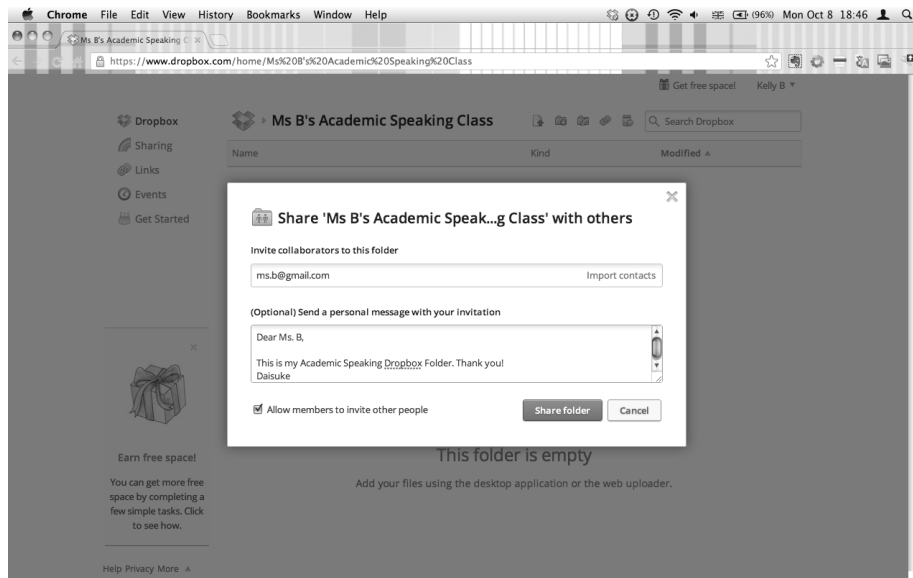 Chrome File Edit View History Bookmarks Window Help (96%) Mon Oct 8 18:46
Ms B's Academic Speaking C
https://www.dropbox.com/home/Ms%20B's%20Academic%20Speaking%20Class
Get free space! Kelly B
Dropbox
Sharing
Links
Events
Get Started
Ms B's Academic Speaking Class
Search Dropbox
Name Kind Modified
Share 'Ms B's Academic Speak...g Class' with others
Invite collaborators to this folder
ms.b@gmail.com Import contacts
(Optional) Send a personal message with your invitation
Dear Ms. B,
This is my Academic Speaking Dropbox Folder. Thank you!
Daisuke
Allow members to invite other people
Share folder Cancel
This folder is empty
Add your files using the desktop application or the web uploader.
Earn free space!
You can get more free
space by completing a
few simple tasks. Click
to see how.
Help Privacy More